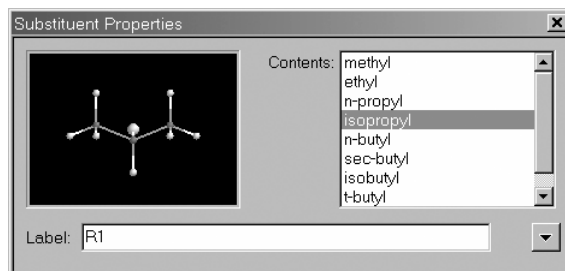 Substituent Properties
Contents:
methyl
ethyl
n-propyl
isopropyl
n-butyl
sec-butyl
isobutyl
t-butyl
Label: R1